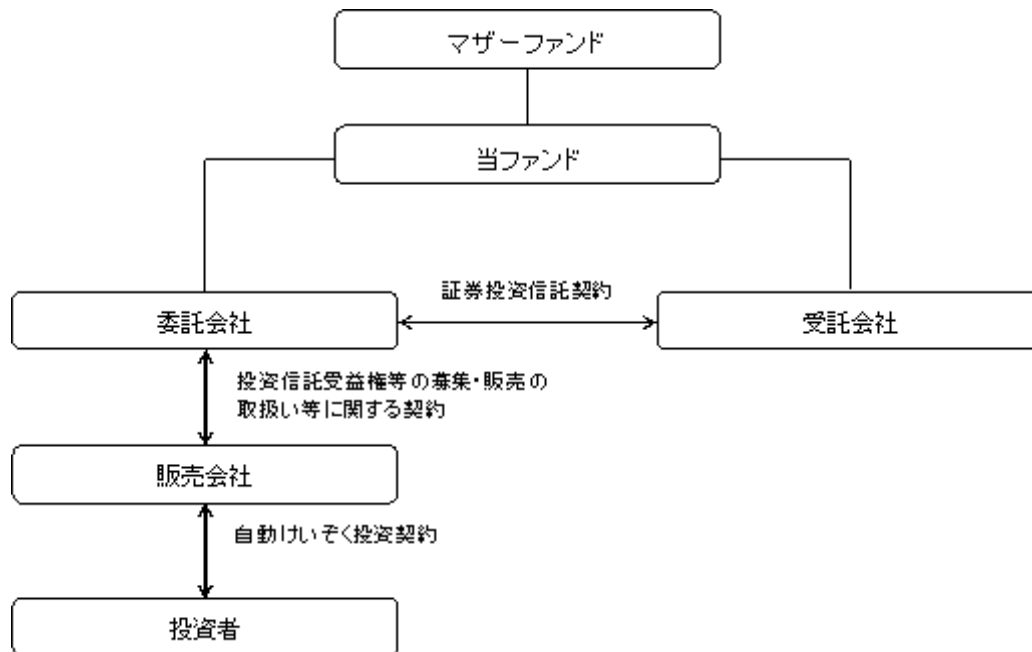 マザーファンド
当ファンド
証券投資信託契約
委託会社
受託会社
投資信託受益権等の募集・販売の
取扱い等に関する契約
販売会社
自動けいぞく投資契約
投資者